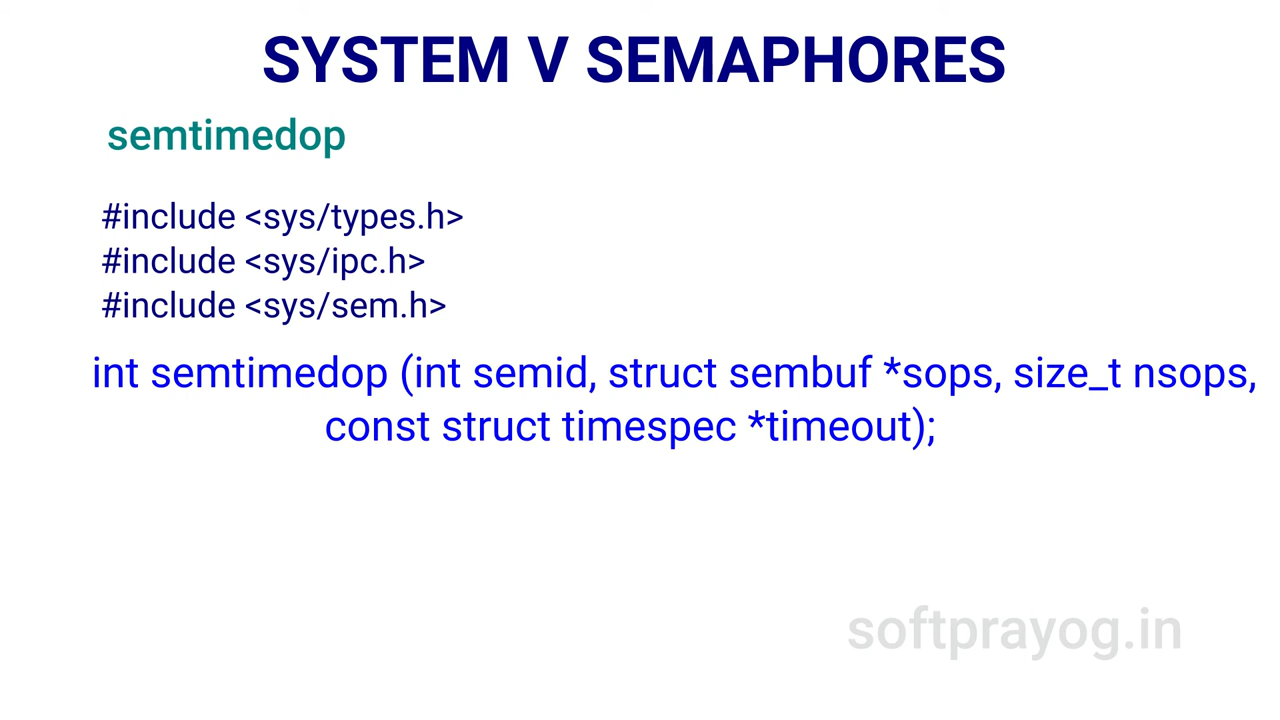 SYSTEM V SEMAPHORES
semtimedop
#include <sys/types.h>
#include <sys/ipc.h>
#include <sys/sem.h>
int semtimedop (int semid, struct sembuf *sops, size_t nsops,
const struct timespec *timeout);
softprayog.in